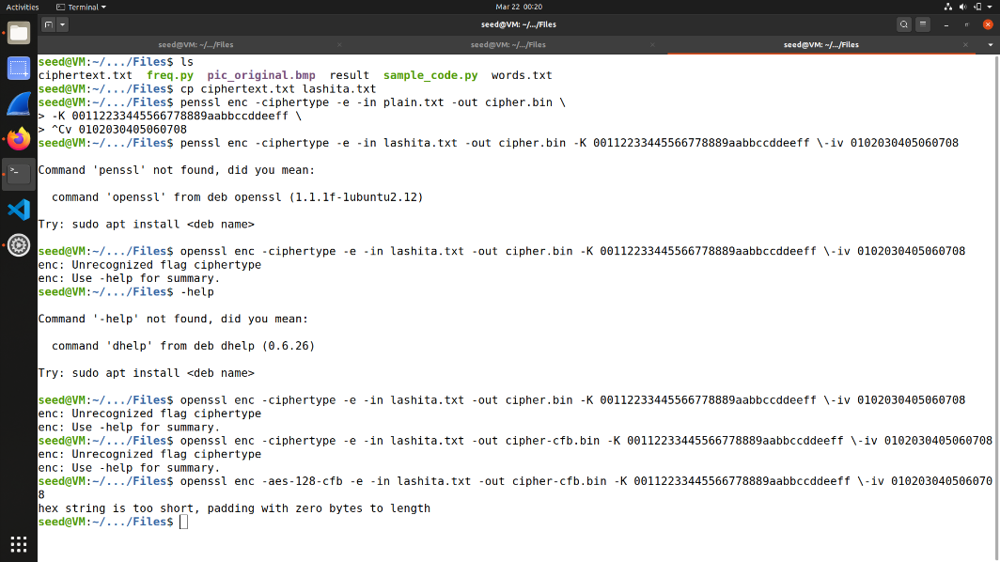 Activities
Terminal
Mar 22 00:20
seed@VM: ~/.../Files
seed@VM: ~/.../Files
seed@VM: ~/.../Files
seed@VM: ~/.../Files
seed@VM:~/.../Files$ ls
ciphertext.txt freq.py pic_original.bmp result sample_code.py words.txt
seed@VM:~/.../Files$ cp ciphertext.txt lashita.txt
seed@VM:~/.../Files$ penssl enc -ciphertype -e -in plain.txt -out cipher.bin \
> -K 00112233445566778889aabbccddeeff \
> ^Cv 0102030405060708
seed@VM:~/.../Files$ penssl enc -ciphertype -e -in lashita.txt -out cipher.bin -K 00112233445566778889aabbccddeeff \-iv 0102030405060708
Command 'penssl' not found, did you mean:
command 'openssl' from deb openssl (1.1.1f-1ubuntu2.12)
Try: sudo apt install <deb name>
seed@VM:~/.../Files$ openssl enc -ciphertype -e -in lashita.txt -out cipher.bin -K 00112233445566778889aabbccddeeff \-iv 0102030405060708
enc: Unrecognized flag ciphertype
enc: Use -help for summary.
seed@VM:~/.../Files$ -help
Command '-help' not found, did you mean:
command 'dhelp' from deb dhelp (0.6.26)
Try: sudo apt install <deb name>
seed@VM:~/.../Files$ openssl enc -ciphertype -e -in lashita.txt -out cipher.bin -K 00112233445566778889aabbccddeeff \-iv 0102030405060708
enc: Unrecognized flag ciphertype
enc: Use -help for summary.
seed@VM:~/.../Files$ openssl enc -ciphertype -e -in lashita.txt -out cipher-cfb.bin -K 00112233445566778889aabbccddeeff \-iv 0102030405060708
enc: Unrecognized flag ciphertype
enc: Use -help for summary.
seed@VM:~/.../Files$ openssl enc -aes-128-cfb -e -in lashita.txt -out cipher-cfb.bin -K 00112233445566778889aabbccddeeff \-iv 010203040506070
8
hex string is too short, padding with zero bytes to length
seed@VM:~/.../Files$